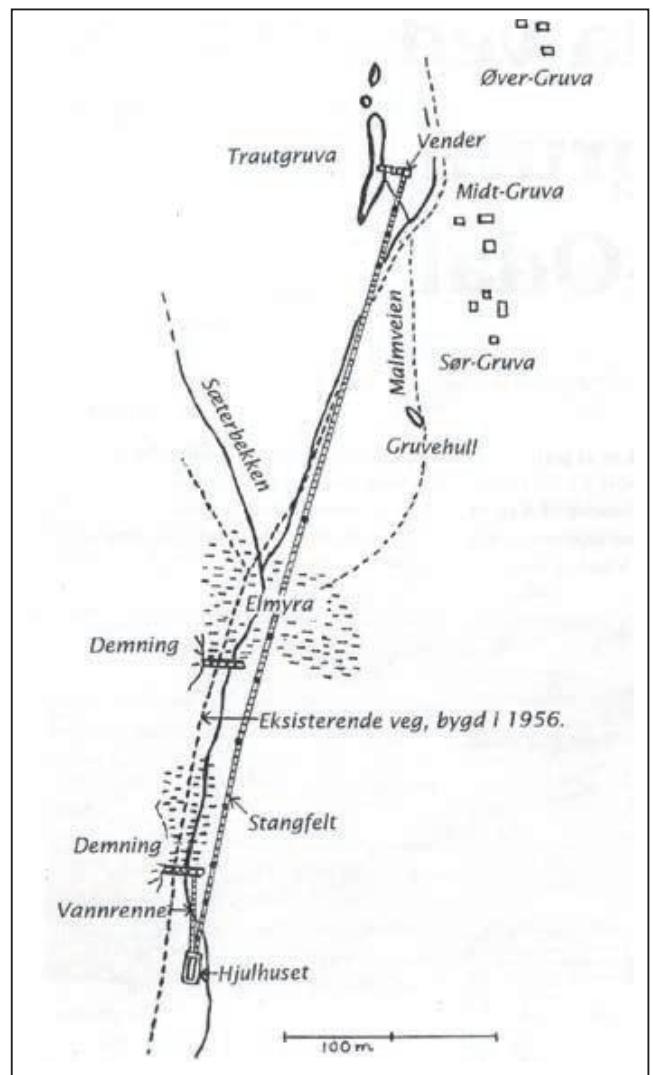 Øver-Gruva
Vender
Trautgruva
Midt-Gruva
Malmveien
Sør-Gruva
Sæterbekken
Gruvehull
Elmyra
Demning
Eksisterende veg, bygd i 1956.
Stangfelt
Demning
Vannrenne
Hjulhuset
100 m.